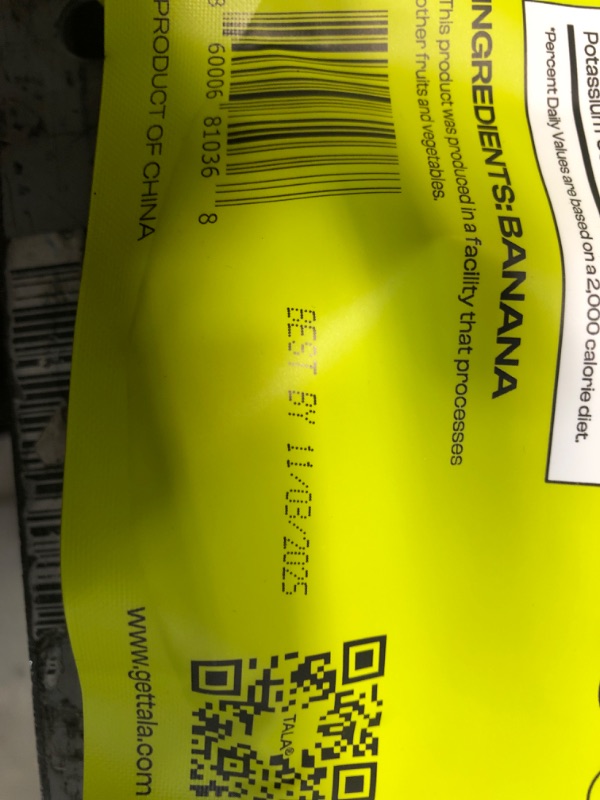 Potassium
*Percent Daily Values are based on a 2,000 calorie diet.
INGREDIENTS: BANANA
This product was produced in a facility that processes
other fruits and vegetables.
60006 81036 8
PRODUCT OF CHINA
BEST BY 11/03/2025
TALA®
www.gettala.com